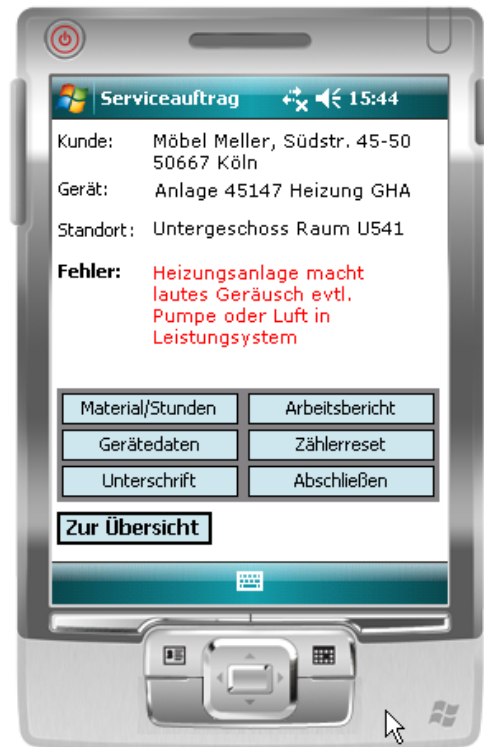 Serviceauftrag 15:44
Kunde: Möbel Meller, Südstr. 45-50
50667 Köln
Gerät: Anlage 45147 Heizung GHA
Standort: Untergeschoss Raum U541
Fehler: Heizungsanlage macht
lautes Geräusch evtl.
Pumpe oder Luft in
Leistungsystem
Material/Stunden Arbeitsbericht
Gerätedaten Zählerreset
Unterschrift Abschließen
Zur Übersicht